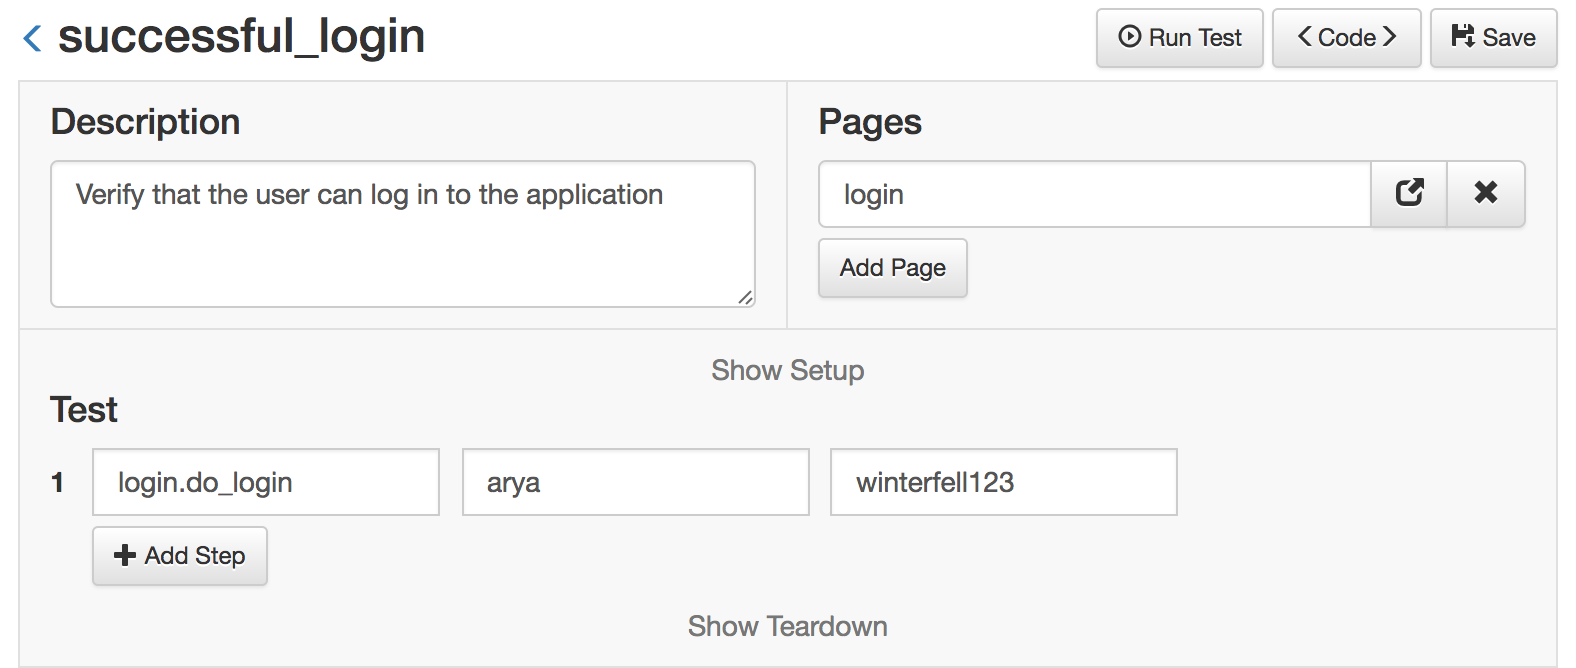 successful_login
Run Test
Code
Save
Description
Verify that the user can log in to the application
Pages
login
Add Page
Show Setup
Test
1 login.do_login arya winterfell123
Add Step
Show Teardown